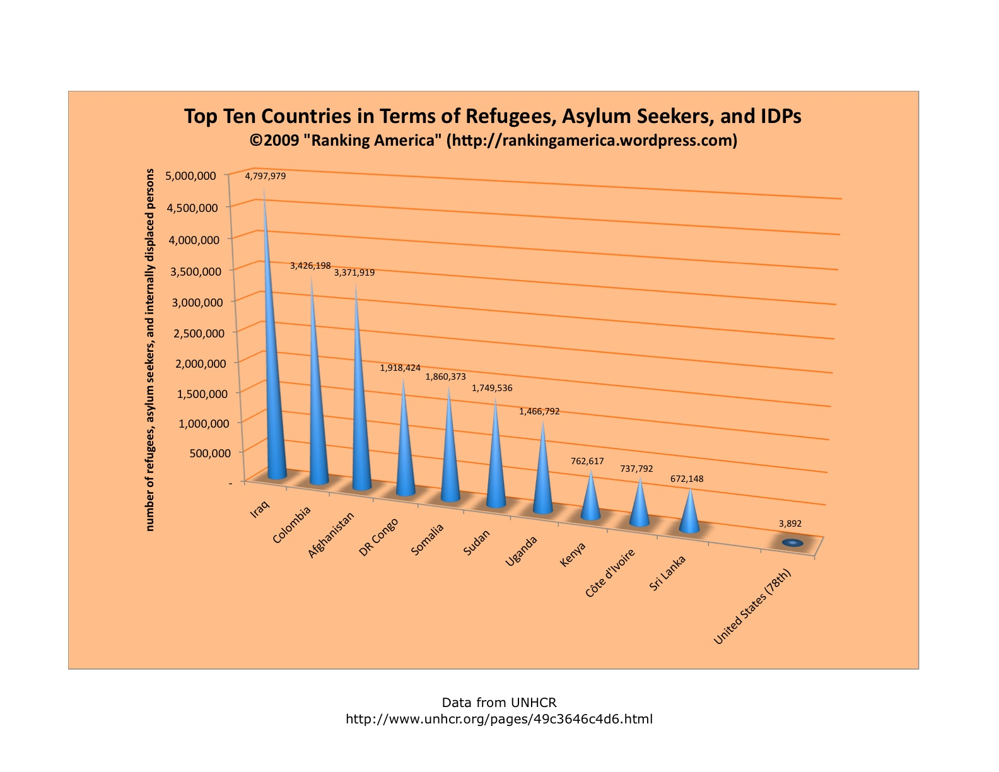 Top Ten Countries in Terms of Refugees, Asylum Seekers, and IDPs
©2009 "Ranking America" (http://rankingamerica.wordpress.com)
number of refugees, asylum seekers, and internally displaced persons
5,000,000
4,500,000
4,000,000
3,500,000
3,000,000
2,500,000
2,000,000
1,500,000
1,000,000
500,000
-
4,797,979
3,426,198
3,371,919
1,918,424
1,860,373
1,749,536
1,466,792
762,617
737,792
672,148
3,892
Iraq
Colombia
Afghanistan
DR Congo
Somalia
Sudan
Uganda
Kenya
Côte d'Ivoire
Sri Lanka
United States (78th)
Data from UNHCR
http://www.unhcr.org/pages/49c3646c4d6.html